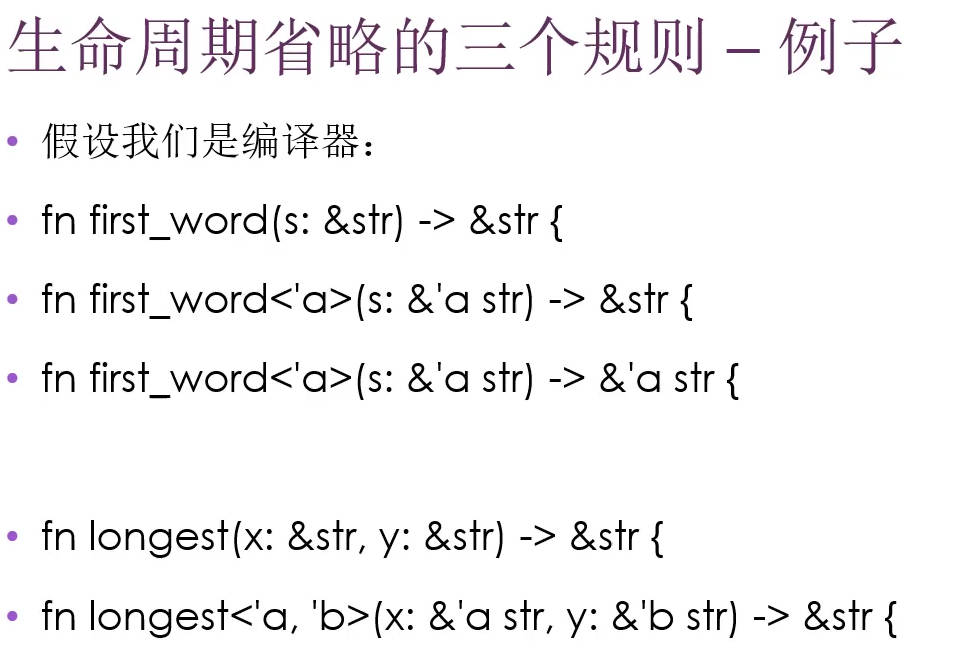 生命周期省略的三个规则 – 例子
• 假设我们是编译器：
• fn first_word(s: &str) -> &str {
• fn first_word<'a>(s: &'a str) -> &str {
• fn first_word<'a>(s: &'a str) -> &'a str {
• fn longest(x: &str, y: &str) -> &str {
• fn longest<'a, 'b>(x: &'a str, y: &'b str) -> &str {